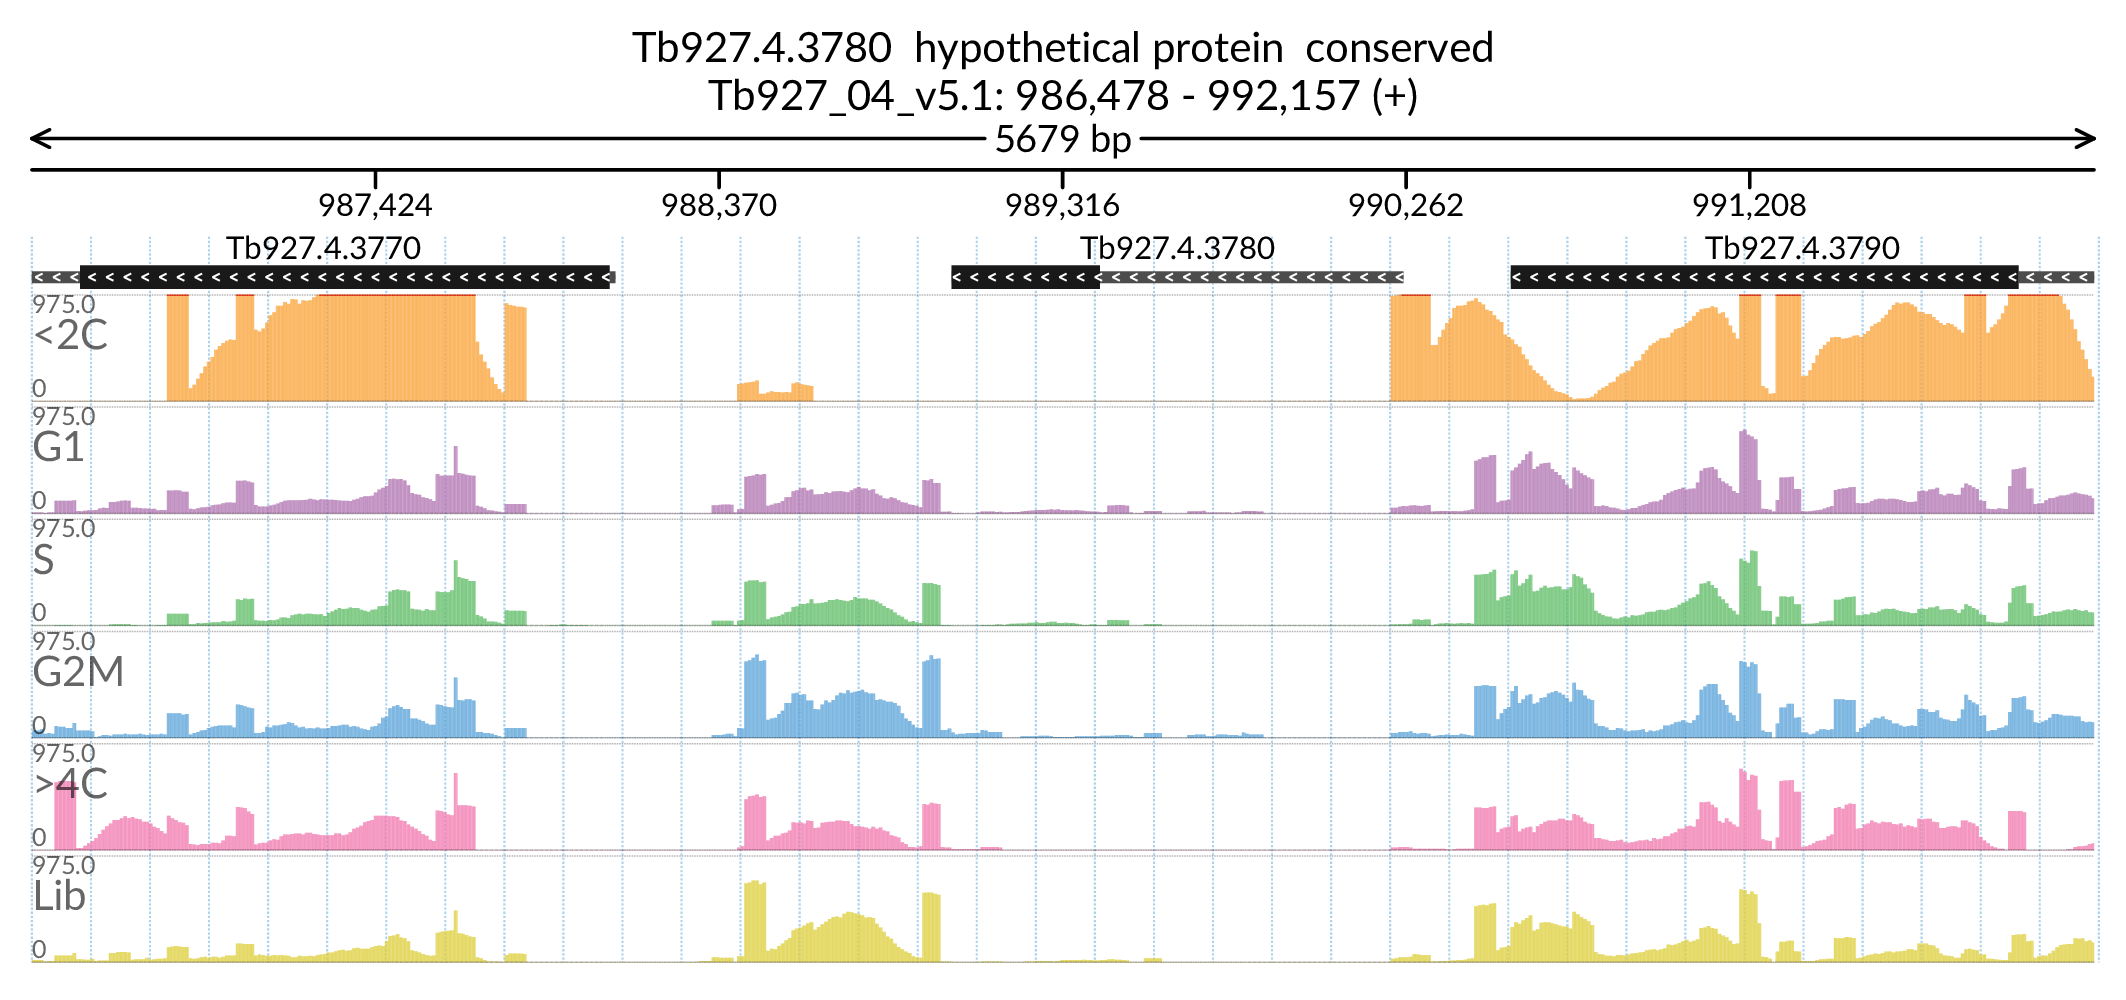 Tb927.4.3780  hypothetical protein  conserved
Tb927_04_v5.1: 986,478 - 992,157 (+)
5679 bp
987,424 988,370 989,316 990,262 991,208
Tb927.4.3770 Tb927.4.3780 Tb927.4.3790
975.0
<2C
0
975.0
G1
0
975.0
S
0
975.0
G2M
0
975.0
>4C
0
975.0
Lib
0